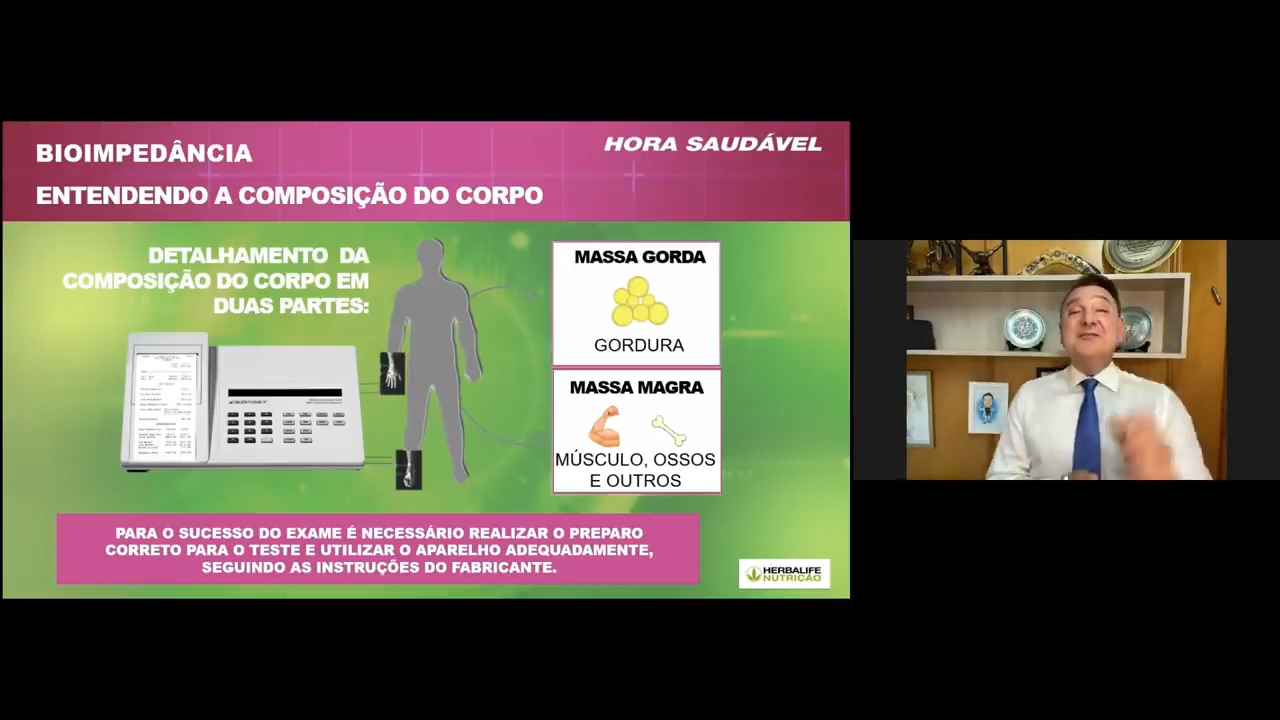 BIOIMPEDÂNCIA
HORA SAUDÁVEL
ENTENDENDO A COMPOSIÇÃO DO CORPO
DETALHAMENTO DA
COMPOSIÇÃO DO CORPO EM
DUAS PARTES:
MASSA GORDA
GORDURA
MASSA MAGRA
MÚSCULO, OSSOS
E OUTROS
PARA O SUCESSO DO EXAME É NECESSÁRIO REALIZAR O PREPARO
CORRETO PARA O TESTE E UTILIZAR O APARELHO ADEQUADAMENTE,
SEGUINDO AS INSTRUÇÕES DO FABRICANTE.
HERBALIFE
NUTRIÇÃO